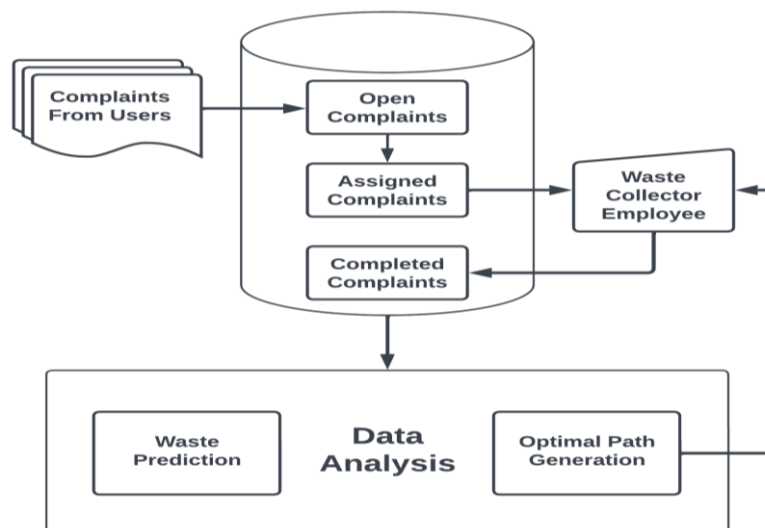 Complaints
From Users
Open
Complaints
Assigned
Complaints
Waste
Collector
Employee
Completed
Complaints
Waste
Prediction
Data
Analysis
Optimal Path
Generation